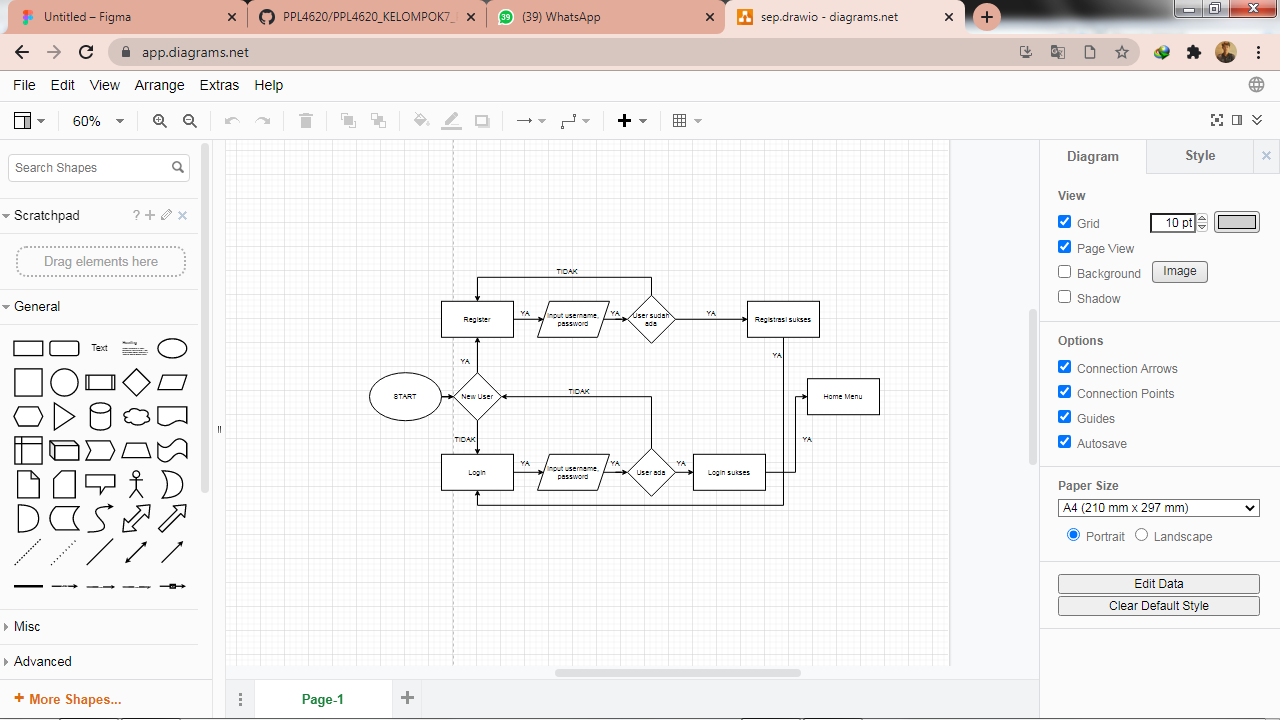 Untitled – Figma
PPL4620/PPL4620_KELOMPOK7_
39
(39) WhatsApp
sep.drawio - diagrams.net
app.diagrams.net
File Edit View Arrange Extras Help
60%
Search Shapes
Scratchpad
?
Drag elements here
General
Text
Heading
Misc
Advanced
+ More Shapes...
TIDAK
Register
YA
Input username,
password
YA
User sudah
ada
YA
Registrasi sukses
YA
YA
START
New User
TIDAK
Home Menu
TIDAK
YA
Login
YA
Input username,
password
YA
User ada
YA
Login sukses
Page-1
Diagram
Style
View
Grid
10 pt
Page View
Background
Image
Shadow
Options
Connection Arrows
Connection Points
Guides
Autosave
Paper Size
A4 (210 mm x 297 mm)
Portrait
Landscape
Edit Data
Clear Default Style